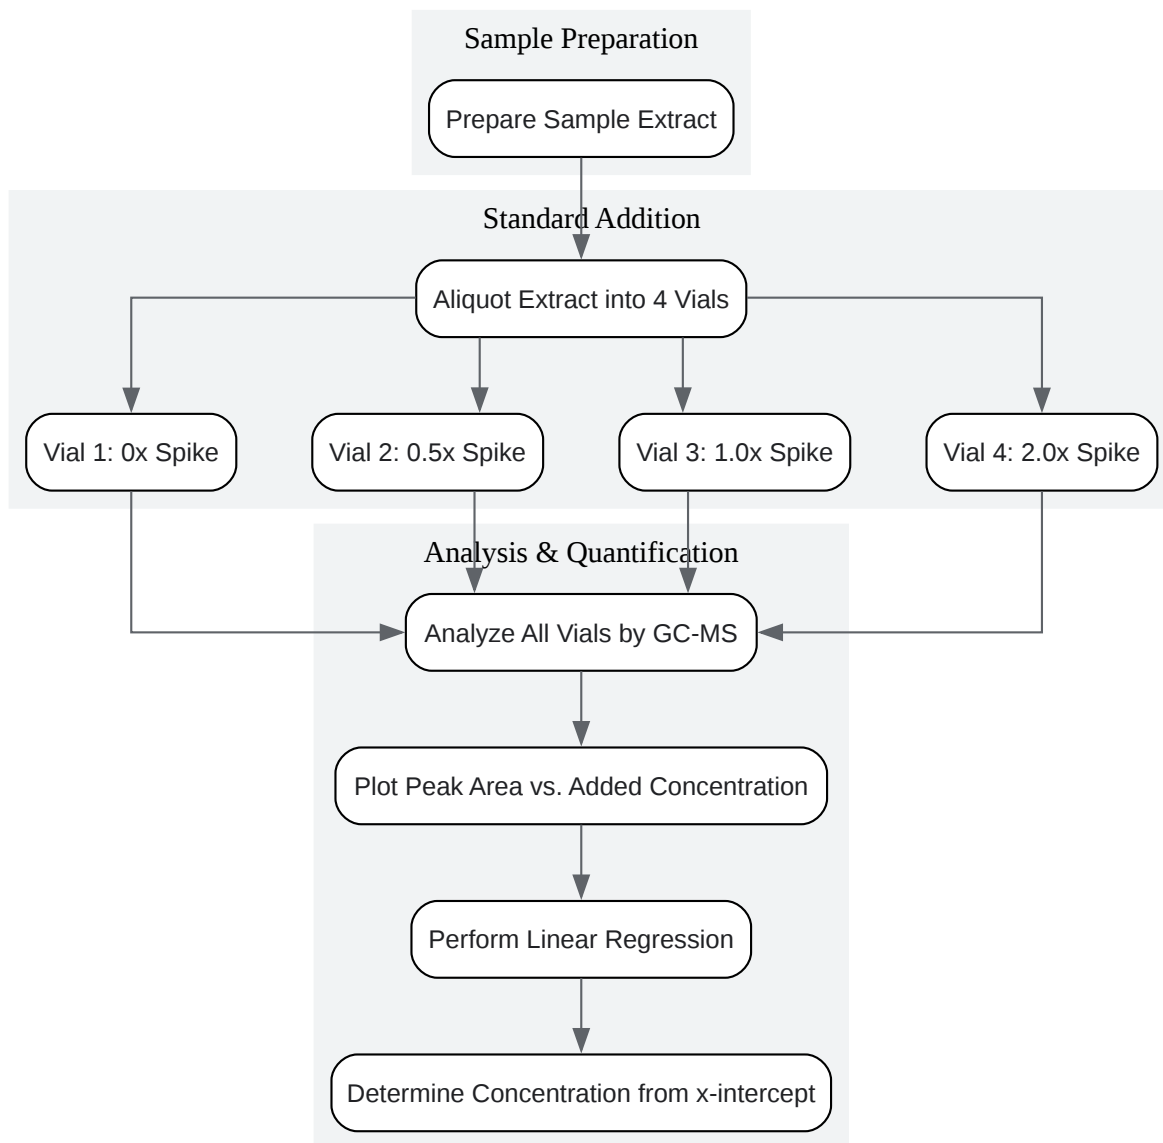 Sample Preparation
Prepare Sample Extract
Standard Addition
Aliquot Extract into 4 Vials
Vial 1: 0x Spike
Vial 2: 0.5x Spike
Vial 3: 1.0x Spike
Vial 4: 2.0x Spike
Analysis & Quantification
Analyze All Vials by GC-MS
Plot Peak Area vs. Added Concentration
Perform Linear Regression
Determine Concentration from x-intercept